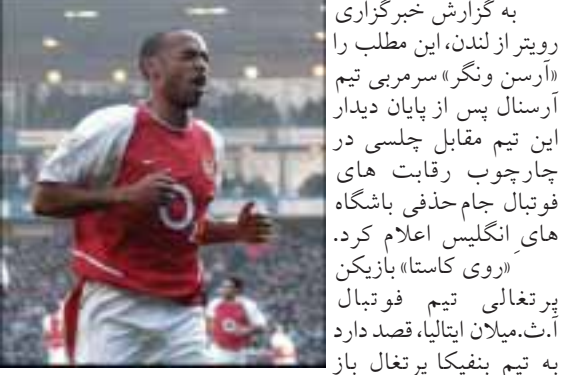 به گزارش خبرگزاری
رویتر از لندن، این مطلب را
«آرسن ونگر» سرمربی تیم
آرسنال پس از پایان دیدار
این تیم مقابل چلسی در
چارچوب رقابت های
فوتبال جام حذفی باشگاه
هاِی انگلیس اعلام کرد.
«روی کاستا» بازیکن
پرتغالی تیم فوتبال
آ.ث.میلان ایتالیا، قصد دارد
به تیم بنفیکا پرتغال باز